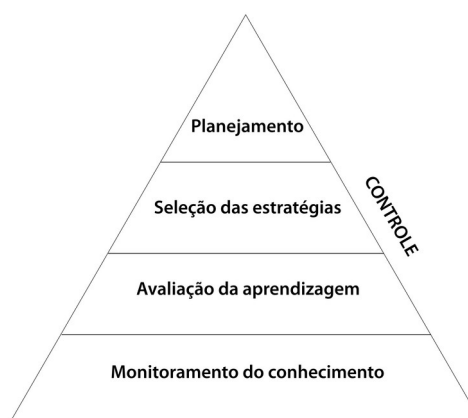 Planejamento
Seleção das estratégias
CONTROLE
Avaliação da aprendizagem
Monitoramento do conhecimento